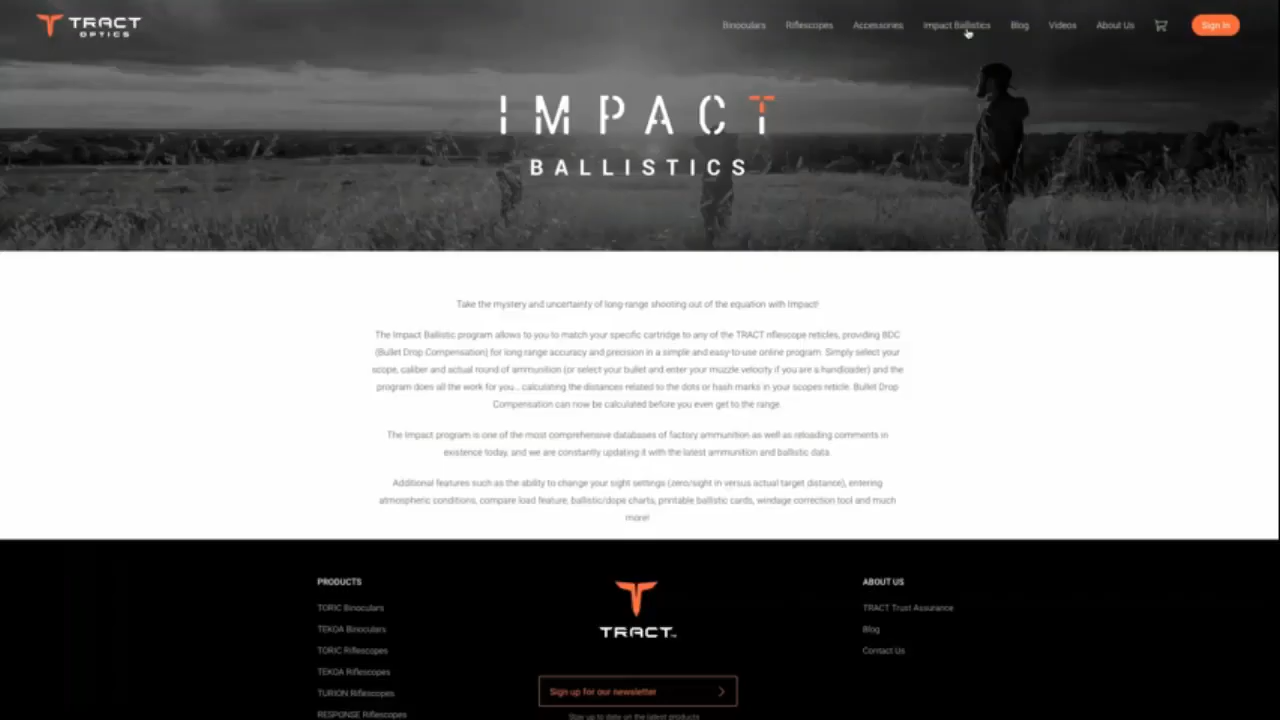 TRACT
OPTICS
Binoculars Riflescopes Accessories Impact Ballistics Blog Videos About Us Sign In
IMPACT
BALLISTICS
Take the mystery and uncertainty of long-range shooting out of the equation with Impact!
The Impact Ballistic program allows to you to match your specific cartridge to any of the TRACT riflescope reticles, providing BDC
(Bullet Drop Compensation) for long range accuracy and precision in a simple and easy-to-use online program. Simply select your
scope, caliber and actual round of ammunition (or select your bullet and enter your muzzle velocity if you are a handloader) and the
program does all the work for you... calculating the distances related to the dots or hash marks in your scopes reticle. Bullet Drop
Compensation can now be calculated before you even get to the range.
The Impact program is one of the most comprehensive databases of factory ammunition as well as reloading comments in
existence today, and we are constantly updating it with the latest ammunition and ballistic data.
Additional features such as the ability to change your sight settings (zero/sight in versus actual target distance), entering
atmospheric conditions, compare load feature, ballistic/dope charts, printable ballistic cards, windage correction tool and much
more!
PRODUCTS
TORIC Binoculars
TEKOA Binoculars
TORIC Riflescopes
TEKOA Riflescopes
TURION Riflescopes
RESPONSE Riflescopes
TRACT
Sign up for our newsletter
Stay up to date on the latest products
ABOUT US
TRACT Trust Assurance
Blog
Contact Us